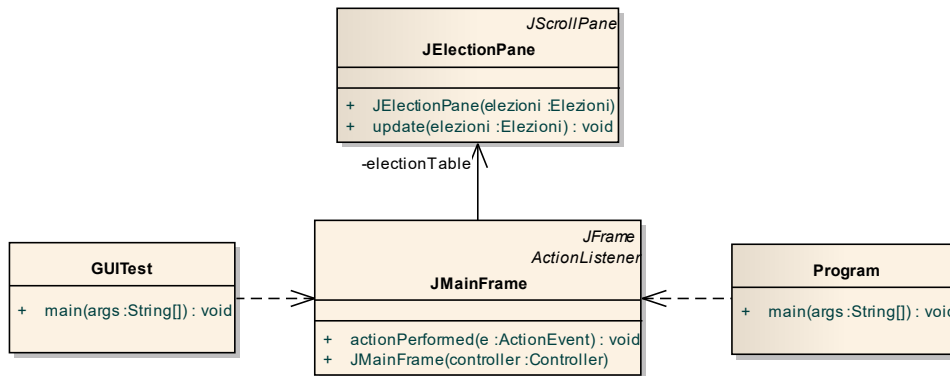 JScrollPane
JElectionPane
+ JElectionPane(elezioni :Elezioni)
+ update(elezioni :Elezioni) : void
-electionTable
JFrame
ActionListener
JMainFrame
+ actionPerformed(e :ActionEvent) : void
+ JMainFrame(controller :Controller)
GUITest
+ main(args :String[]) : void
Program
+ main(args :String[]) : void